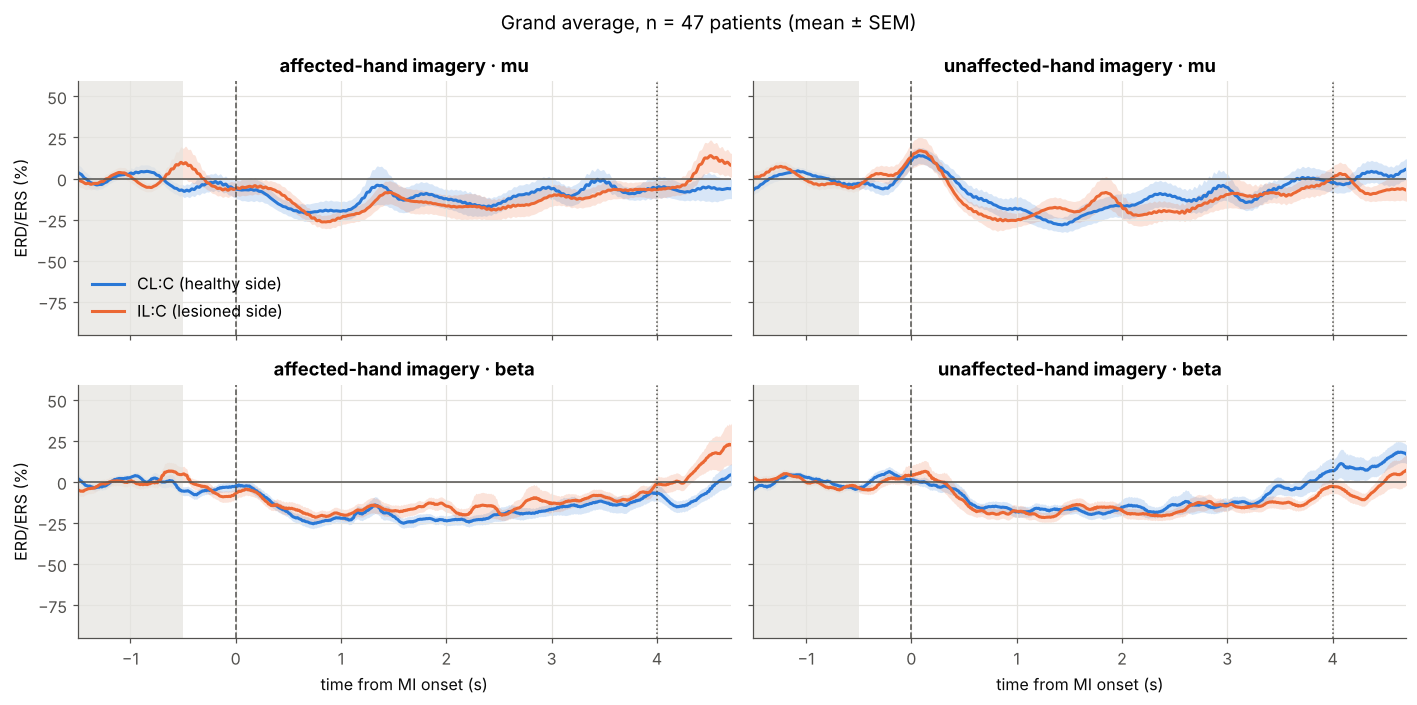 Grand average, n = 47 patients (mean ± SEM)
affected-hand imagery · mu
unaffected-hand imagery · mu
ERD/ERS (%)
50
25
0
−25
−50
−75
CL:C (healthy side)
IL:C (lesioned side)
affected-hand imagery · beta
unaffected-hand imagery · beta
ERD/ERS (%)
50
25
0
−25
−50
−75
−1 0 1 2 3 4
−1 0 1 2 3 4
time from MI onset (s)
time from MI onset (s)